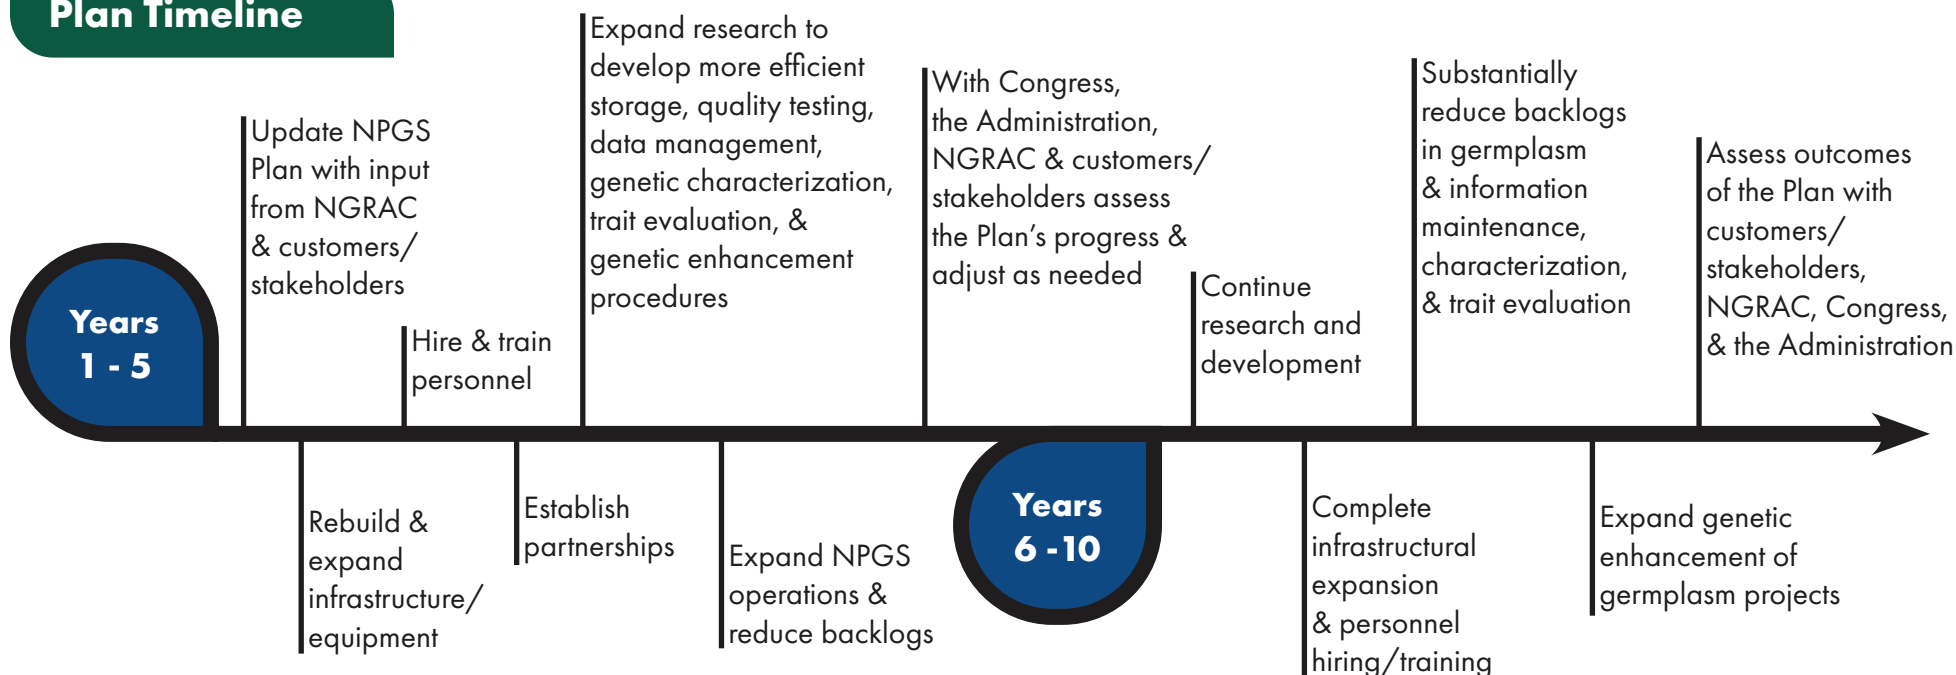 Plan Timeline
Years
1 - 5
Update NPGS
Plan with input
from NGRAC
& customers/
stakeholders
Rebuild &
expand
infrastructure/
equipment
Hire & train
personnel
Establish
partnerships
Expand research to
develop more efficient
storage, quality testing,
data management,
genetic characterization,
trait evaluation, &
genetic enhancement
procedures
Expand NPGS
operations &
reduce backlogs
With Congress,
the Administration,
NGRAC & customers/
stakeholders assess
the Plan’s progress &
adjust as needed
Years
6 -10
Continue
research and
development
Complete
infrastructural
expansion
& personnel
hiring/training
Substantially
reduce backlogs
in germplasm
& information
maintenance,
characterization,
& trait evaluation
Expand genetic
enhancement of
germplasm projects
Assess outcomes
of the Plan with
customers/
stakeholders,
NGRAC, Congress,
& the Administration